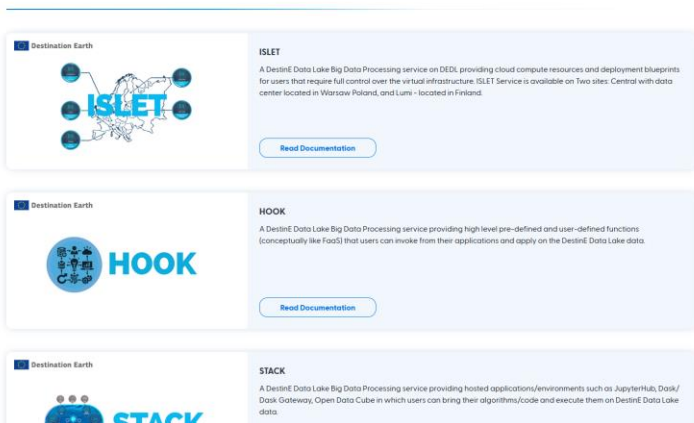 Destination Earth
ISLET
ISLET
A DestinE Data Lake Big Data Processing service on DEDL providing cloud compute resources and deployment blueprints
for users that require full control over the virtual infrastructure. ISLET Service is available on Two sites: Central with data
center located in Warsaw Poland, and Lumi - located in Finland.
Read Documentation
Destination Earth
HOOK
HOOK
A DestinE Data Lake Big Data Processing service providing high level pre-defined and user-defined functions
(conceptually like FaaS) that users can invoke from their applications and apply on the DestinE Data Lake data.
Read Documentation
Destination Earth
STACK
STACK
A DestinE Data Lake Big Data Processing service providing hosted applications/environments such as JupyterHub, Dask/
Dask Gateway, Open Data Cube in which users can bring their algorithms/code and execute them on DestinE Data Lake
data.